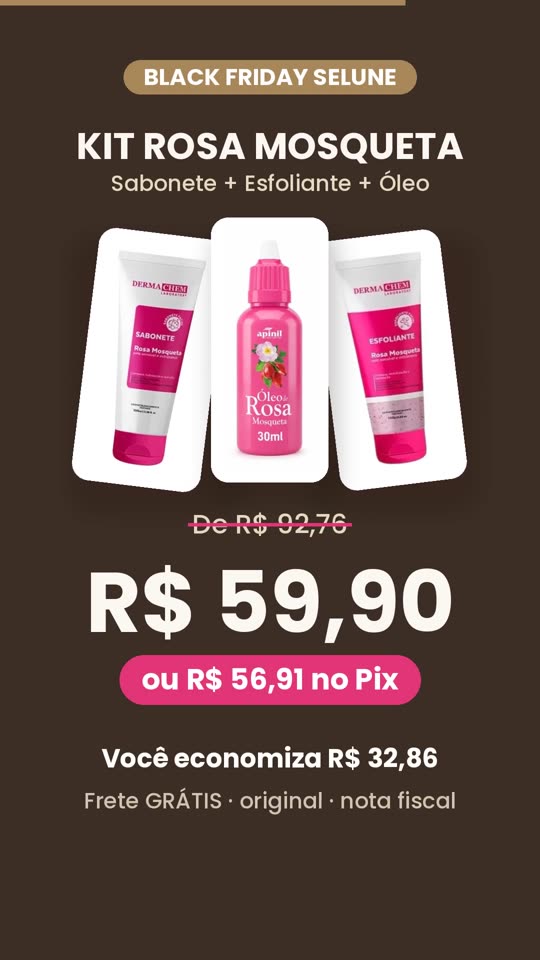 BLACK FRIDAY SELUNE
KIT ROSA MOSQUETA
Sabonete + Esfoliante + Óleo
DERMACHEM
LABORATORY
SABONETE
Rosa Mosqueta
apinil
Óleo de
Rosa
Mosqueta
30ml
DERMACHEM
LABORATORY
ESFOLIANTE
Rosa Mosqueta
De R$ 92,76
R$ 59,90
ou R$ 56,91 no Pix
Você economiza R$ 32,86
Frete GRÁTIS · original · nota fiscal